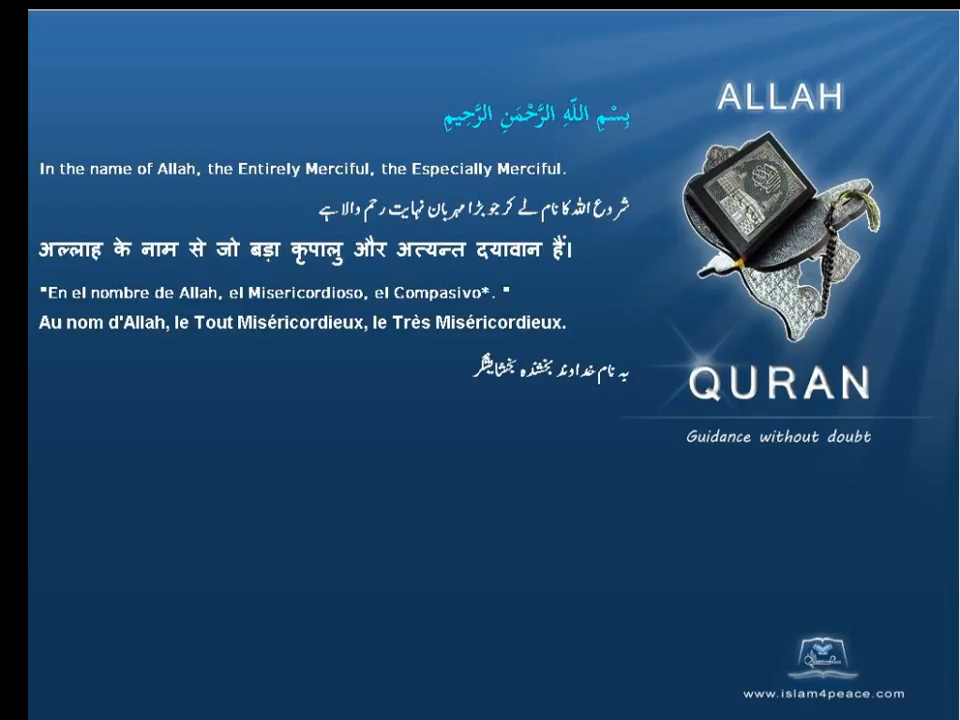 بِسْمِ اللَّهِ الرَّحْمَنِ الرَّحِيمِ
In the name of Allah, the Entirely Merciful, the Especially Merciful.
شروع اللہ کا نام لے کر جو بڑا مہربان نہایت رحم والا ہے
अल्लाह के नाम से जो बड़ा कृपालु और अत्यन्त दयावान हैं।
"En el nombre de Allah, el Misericordioso, el Compasivo*. "
Au nom d'Allah, le Tout Miséricordieux, le Très Miséricordieux.
به نام خداوند بخشنده بخشایشگر
ALLAH
QURAN
Guidance without doubt
www.islam4peace.com